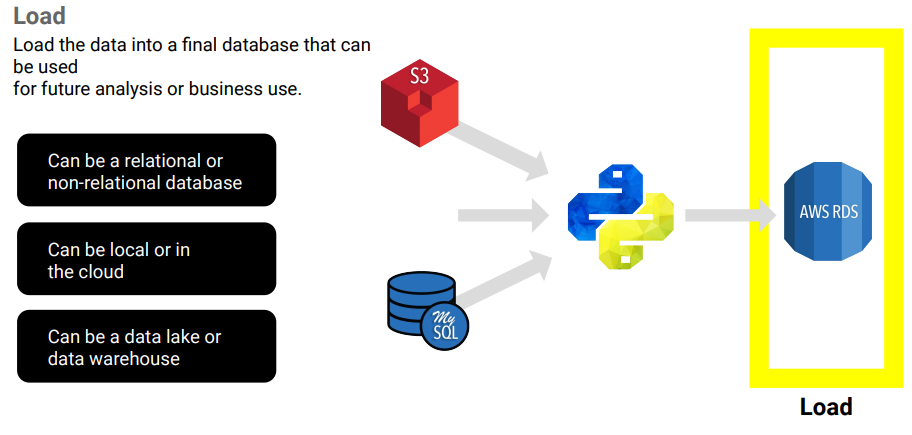 Load
Load the data into a final database that can
be used
for future analysis or business use.
Can be a relational or
non-relational database
Can be local or in
the cloud
Can be a data lake or
data warehouse
S3
My
SQL
AWS RDS
Load